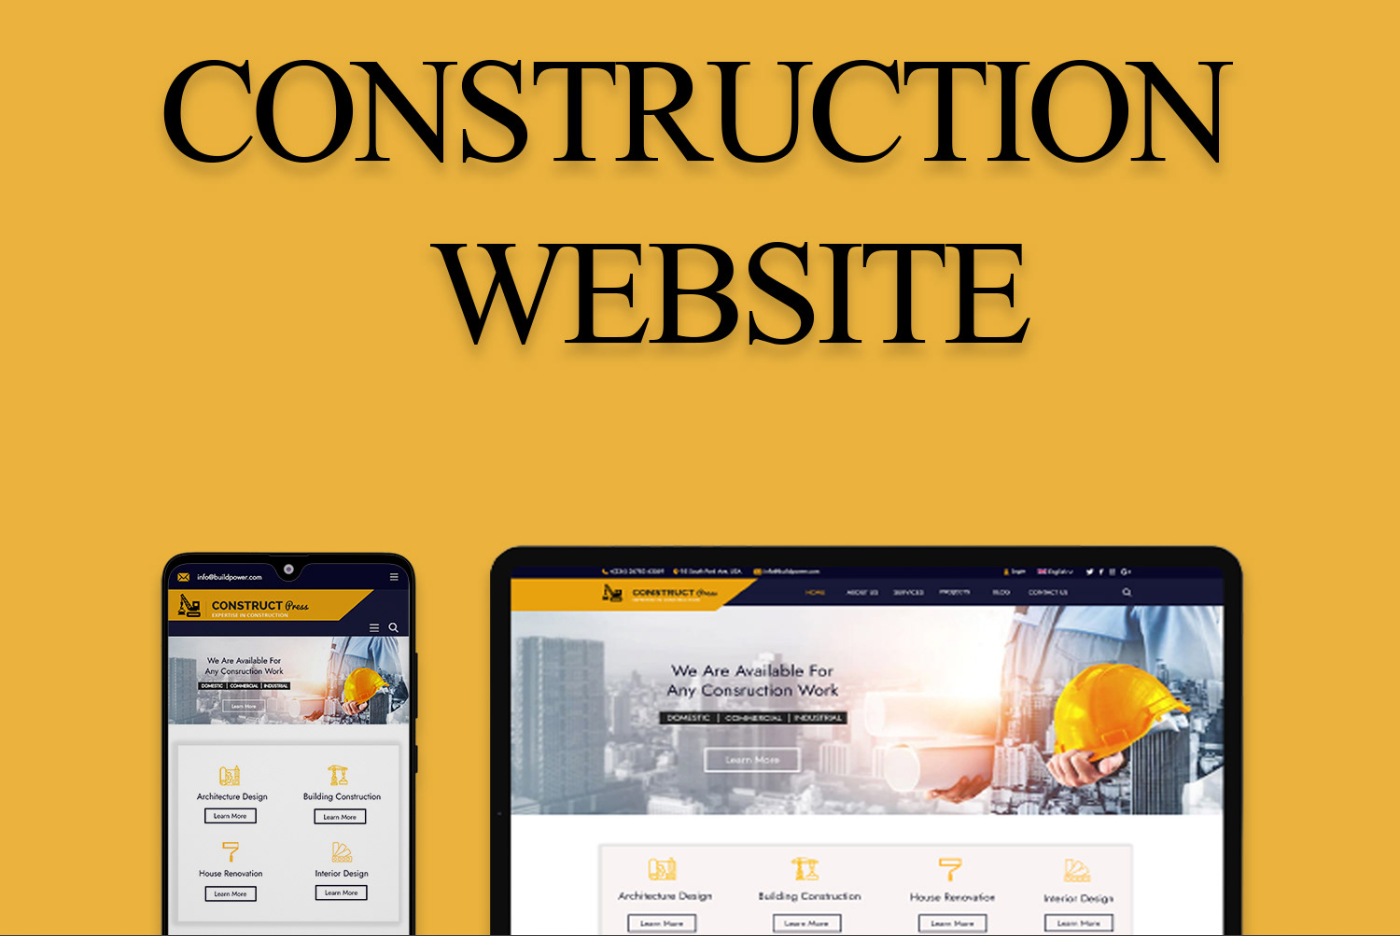 CONSTRUCTION
WEBSITE
info@buildpower.com
CONSTRUCT Press
EXPERTISE IN CONSTRUCTION
We Are Available For
Any Consruction Work
DOMESTIC | COMMERCIAL | INDUSTRIAL
Learn More
Architecture Design
Building Construction
Learn More
Learn More
House Renovation
Interior Design
Learn More
Learn More
info@buildpower.com
login
English
G+
CONSTRUCT Press
HOME
ABOUT US
SERVICES
PROJECTS
BLOG
CONTACT US
We Are Available For
Any Consruction Work
DOMESTIC | COMMERCIAL | INDUSTRIAL
Learn More
Architecture Design
Building Construction
House Renovation
Interior Design
Learn More
Learn More
Learn More
Learn More